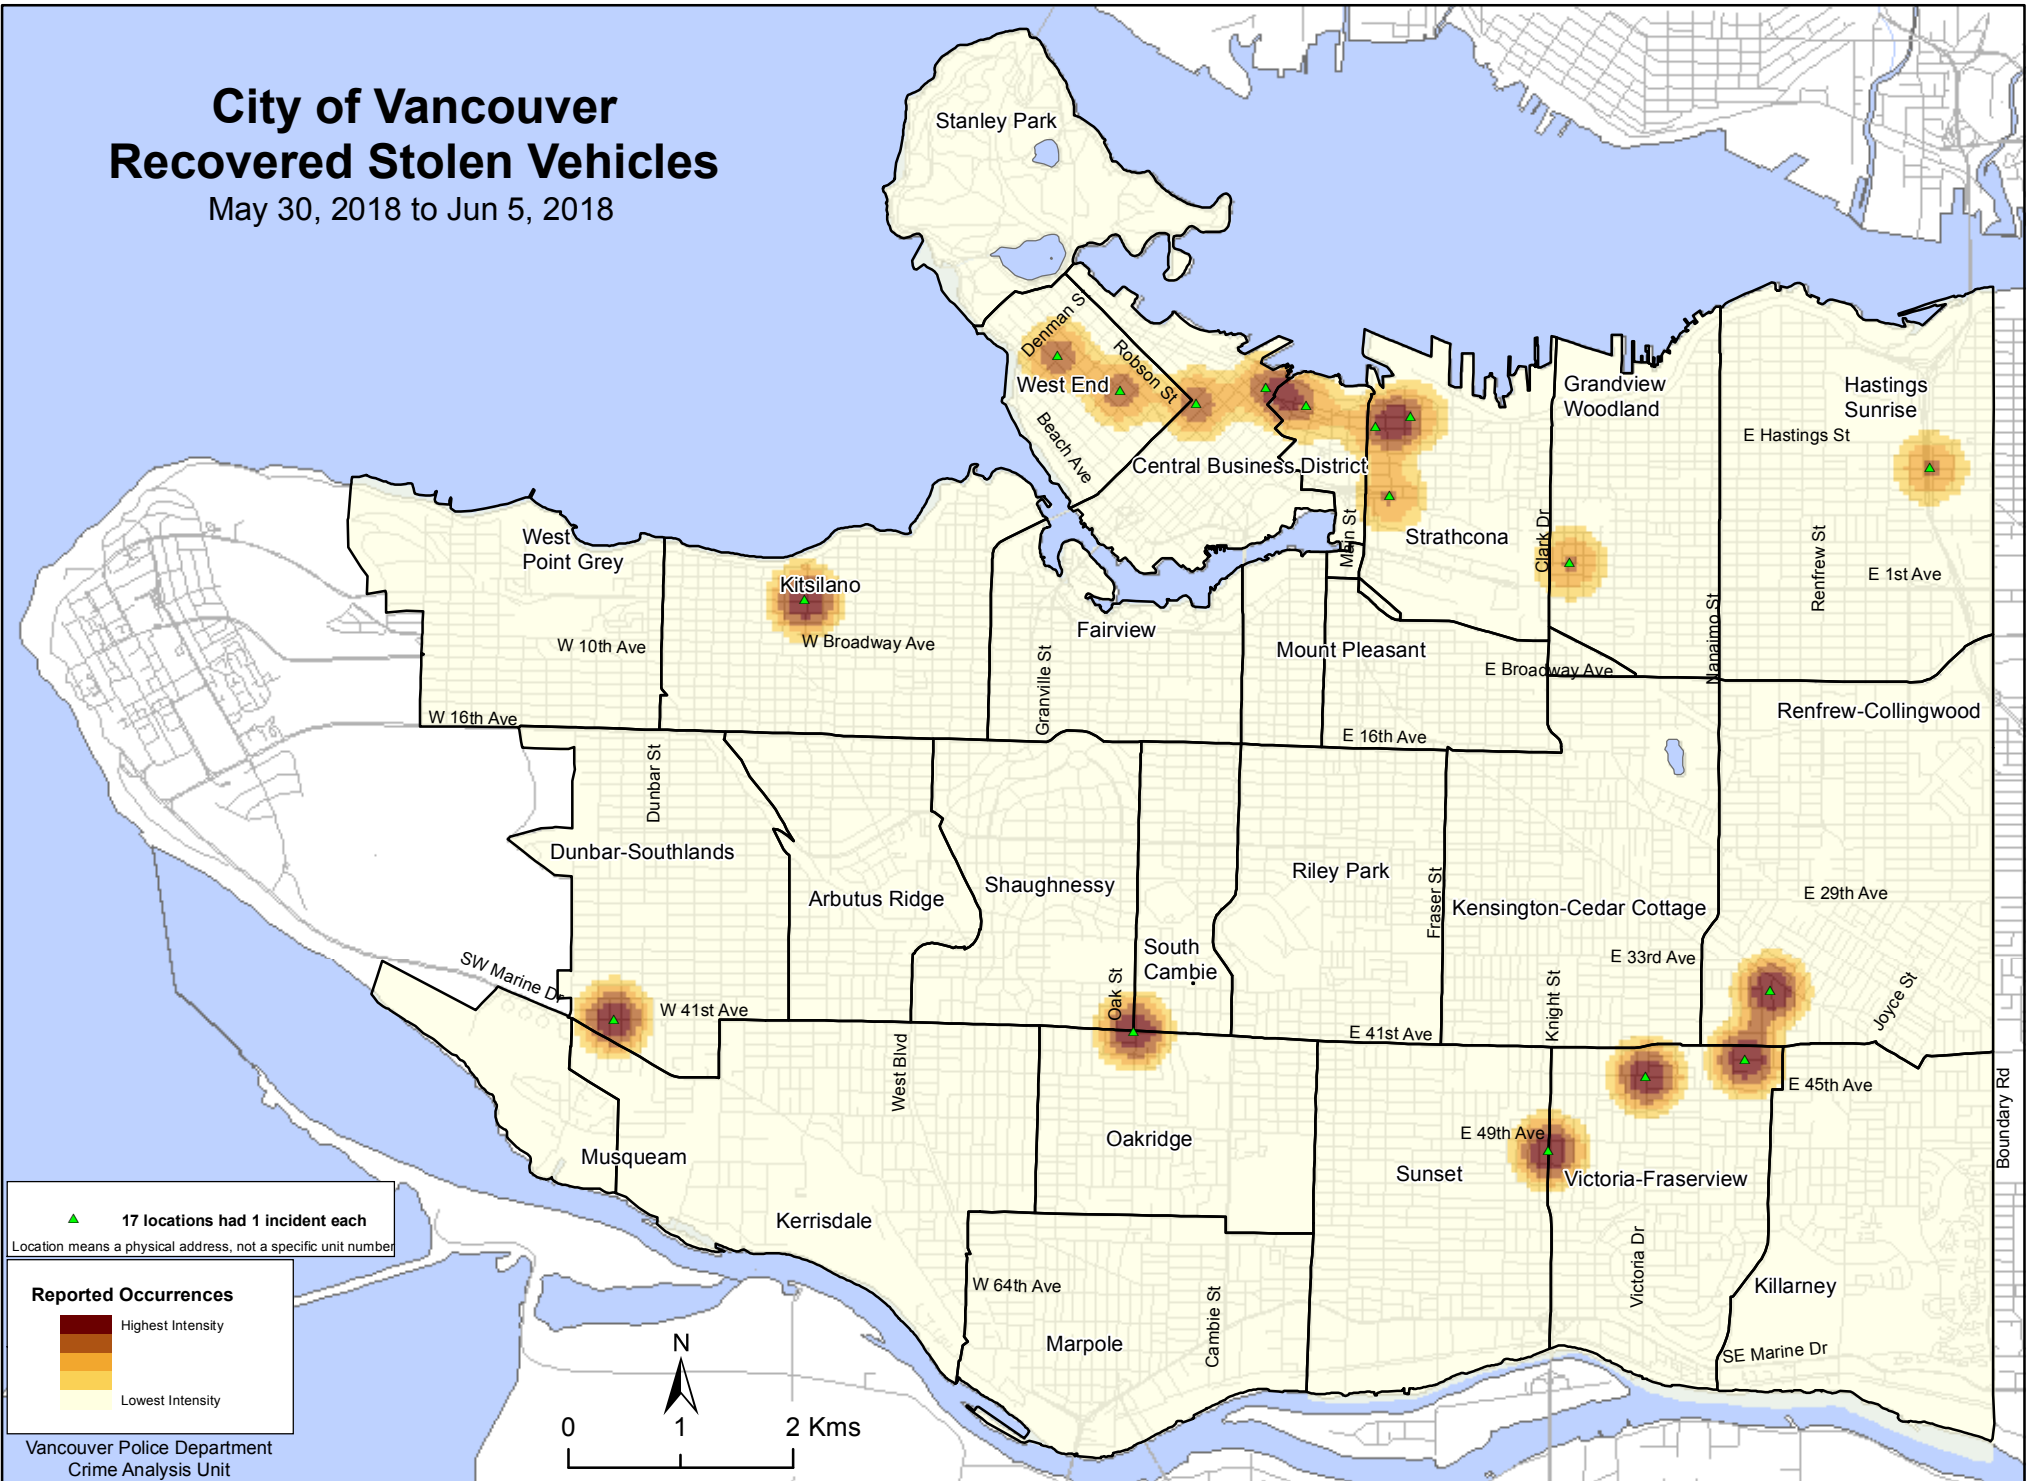 City of Vancouver
Recovered Stolen Vehicles
May 30, 2018 to Jun 5, 2018
Stanley Park
Denman S
Robson St
West End
Beach Ave
Central Business District
Main St
Strathcona
Clark Dr
Grandview
Woodland
Hastings
Sunrise
E Hastings St
Renfrew St
E 1st Ave
Nanaimo St
West
Point Grey
Kitsilano
W 10th Ave
W Broadway Ave
Fairview
Granville St
Mount Pleasant
E Broadway Ave
Renfrew-Collingwood
W 16th Ave
E 16th Ave
Dunbar St
Dunbar-Southlands
Arbutus Ridge
Shaughnessy
South
Cambie
Oak St
Riley Park
Fraser St
Kensington-Cedar Cottage
E 29th Ave
E 33rd Ave
Knight St
Joyce St
SW Marine Dr
W 41st Ave
E 41st Ave
West Blvd
E 45th Ave
Boundary Rd
Musqueam
Oakridge
E 49th Ave
Sunset
Victoria-Fraserview
Kerrisdale
Victoria Dr
Killarney
W 64th Ave
Cambie St
Marpole
SE Marine Dr
17 locations had 1 incident each
Location means a physical address, not a specific unit number
Reported Occurrences
Highest Intensity
Lowest Intensity
Vancouver Police Department
Crime Analysis Unit
N
0 1 2 Kms